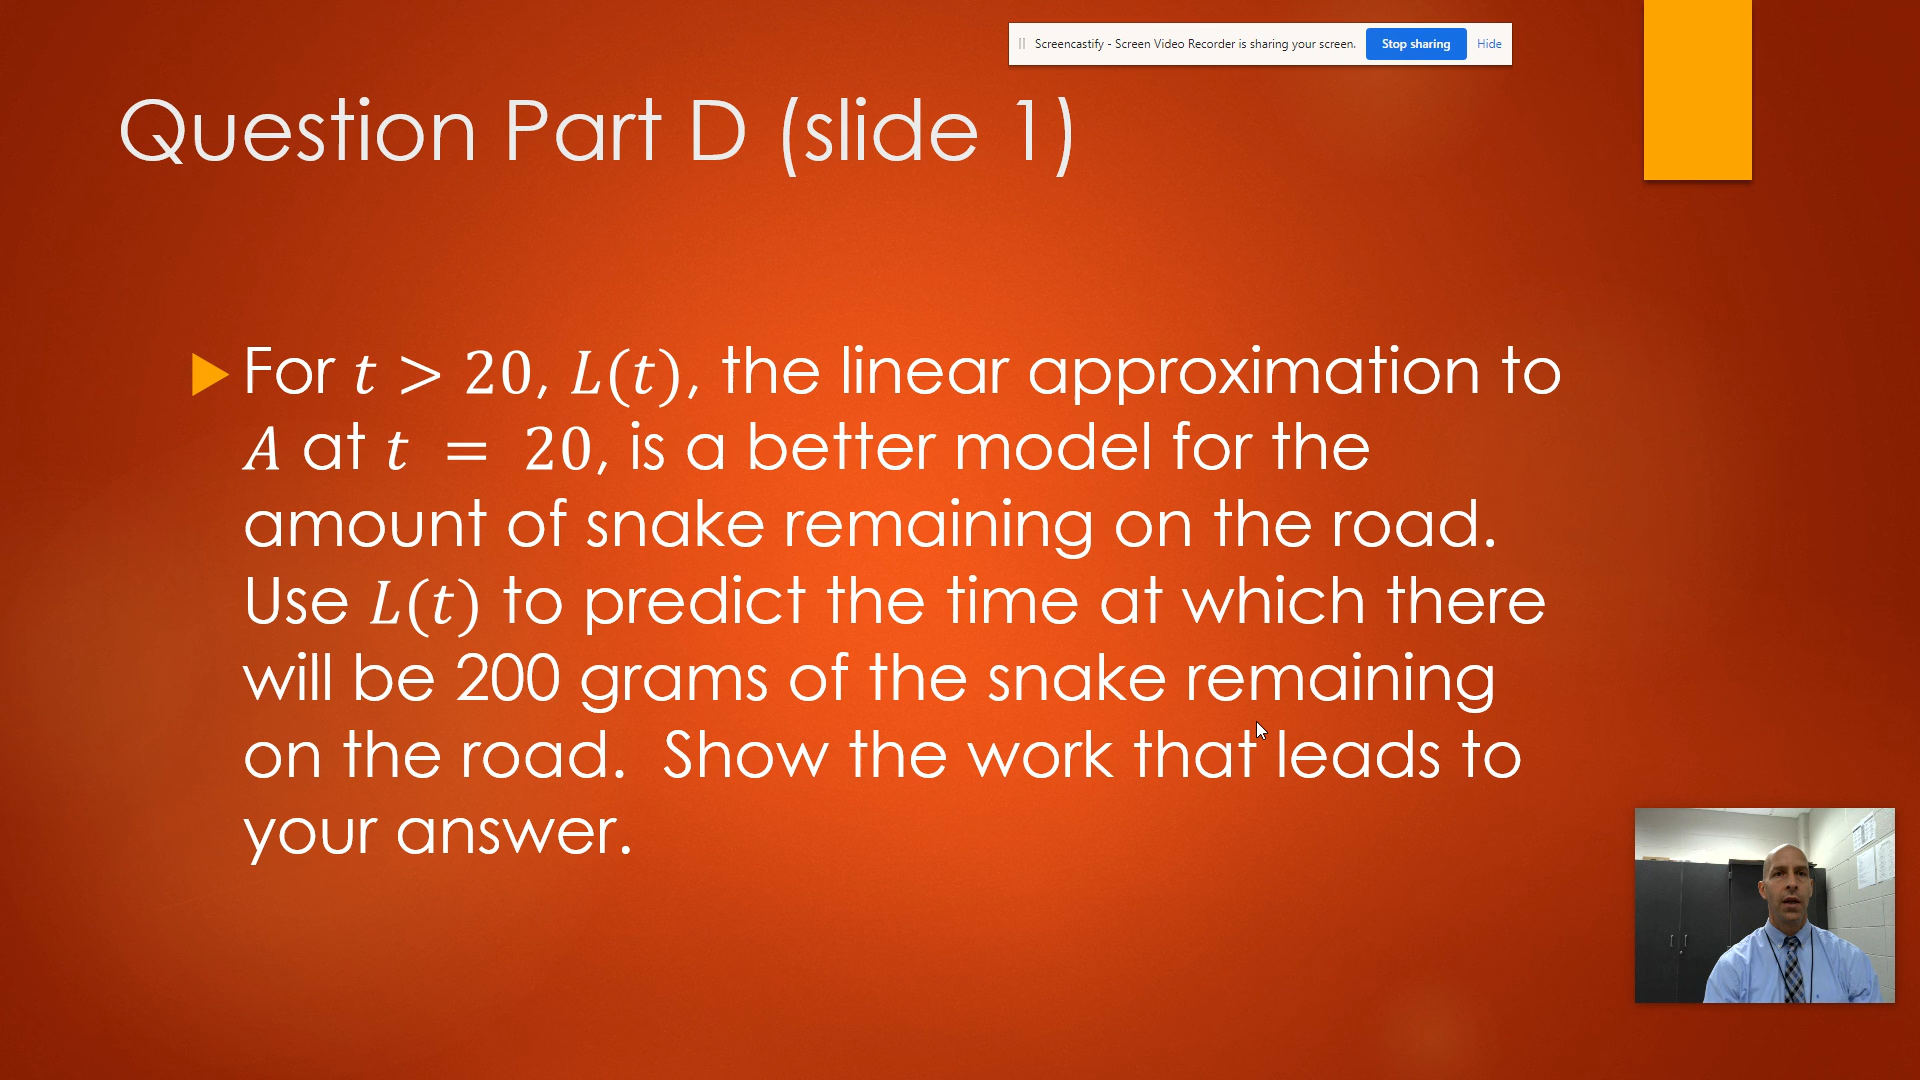 Screencastify - Screen Video Recorder is sharing your screen. Stop sharing Hide
Question Part D (slide 1)
For t > 20, L(t), the linear approximation to
A at t = 20, is a better model for the
amount of snake remaining on the road.
Use L(t) to predict the time at which there
will be 200 grams of the snake remaining
on the road. Show the work that leads to
your answer.